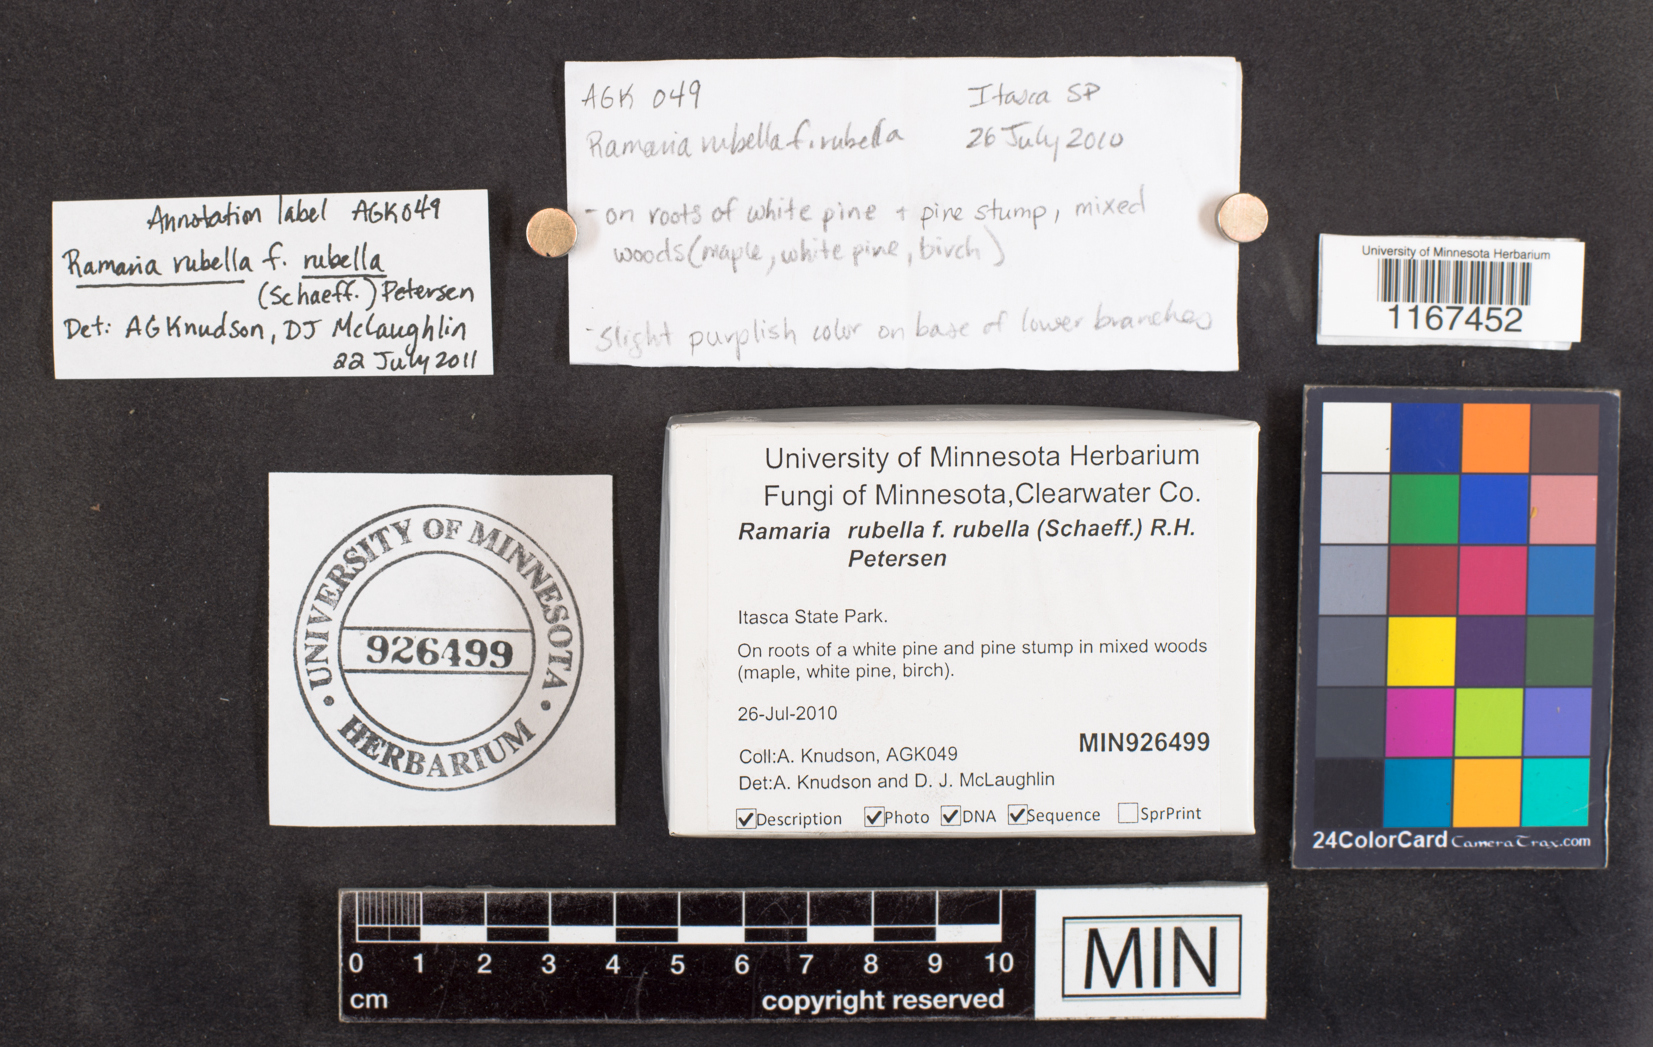 AGK 049
Itasca SP
Ramaria rubella f. rubella
26 July 2010
- on roots of white pine + pine stump, mixed
woods (maple, white pine, birch)
- Slight purplish color on base of lower branches
Annotation label AGK049
Ramaria rubella f. rubella
(Schaeff.) Petersen
Det: AG Knudson, DJ McLaughlin
22 July 2011
University of Minnesota Herbarium
1167452
UNIVERSITY OF MINNESOTA
926499
• HERBARIUM •
University of Minnesota Herbarium
Fungi of Minnesota,Clearwater Co.
Ramaria rubella f. rubella (Schaeff.) R.H.
Petersen
Itasca State Park.
On roots of a white pine and pine stump in mixed woods
(maple, white pine, birch).
26-Jul-2010
MIN926499
Coll:A. Knudson, AGK049
Det:A. Knudson and D. J. McLaughlin
Description Photo DNA Sequence SprPrint
24ColorCard CameraTrax.com
0 1 2 3 4 5 6 7 8 9 10
cm copyright reserved
MIN